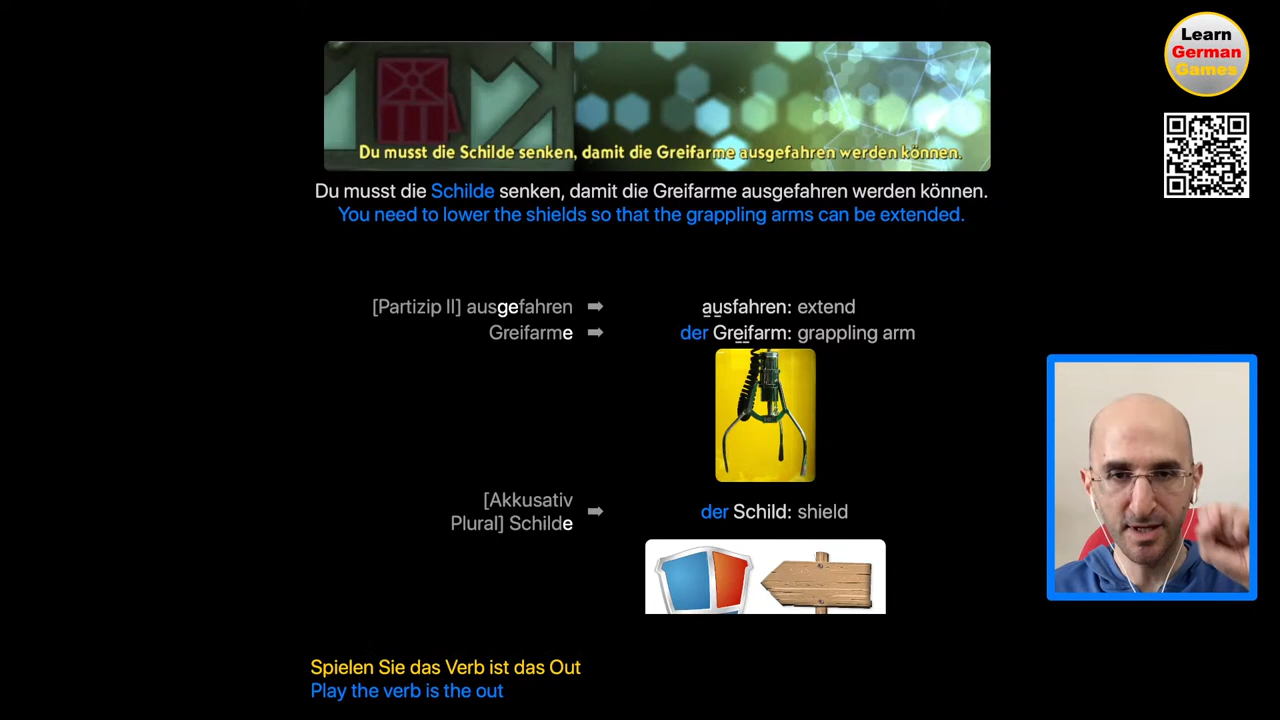 Learn
German
Games
Du musst die Schilde senken, damit die Greifarme ausgefahren werden können.
Du musst die Schilde senken, damit die Greifarme ausgefahren werden können.
You need to lower the shields so that the grappling arms can be extended.
[Partizip II] ausgefahren ➡ ausfahren: extend
Greifarme ➡ der Greifarm: grappling arm
[Akkusativ
Plural] Schilde ➡ der Schild: shield
Spielen Sie das Verb ist das Out
Play the verb is the out